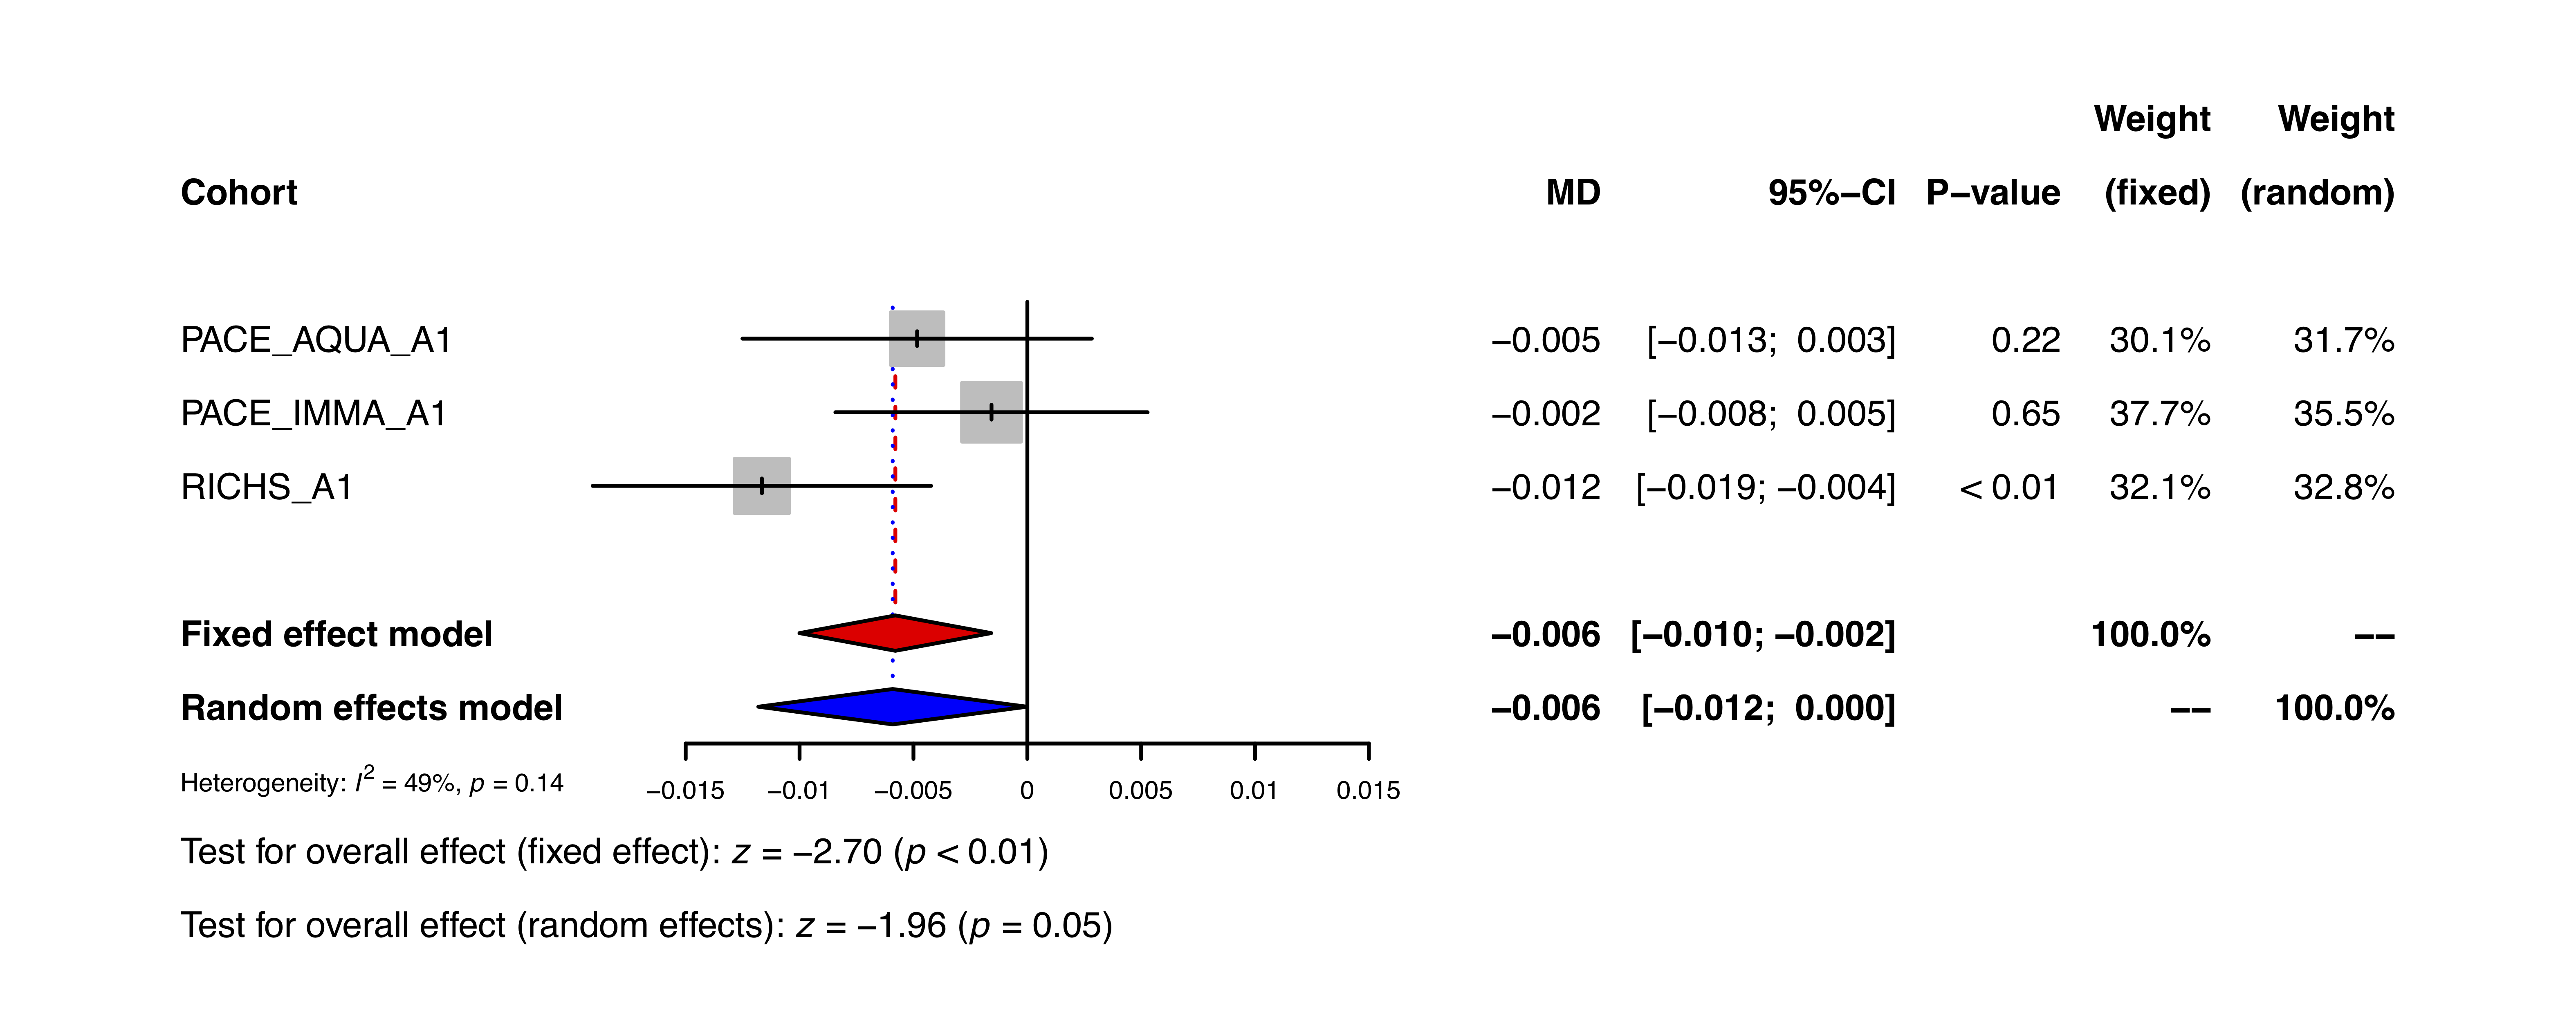 Weight Weight
Cohort MD 95%–CI P–value (fixed) (random)
PACE_AQUA_A1 −0.005 [−0.013; 0.003] 0.22 30.1% 31.7%
PACE_IMMA_A1 −0.002 [−0.008; 0.005] 0.65 37.7% 35.5%
RICHS_A1 −0.012 [−0.019; −0.004] < 0.01 32.1% 32.8%
Fixed effect model −0.006 [−0.010; −0.002] 100.0% −−
Random effects model −0.006 [−0.012; 0.000] −− 100.0%
Heterogeneity: I² = 49%, p = 0.14
−0.015 −0.01 −0.005 0 0.005 0.01 0.015
Test for overall effect (fixed effect): z = −2.70 (p < 0.01)
Test for overall effect (random effects): z = −1.96 (p = 0.05)